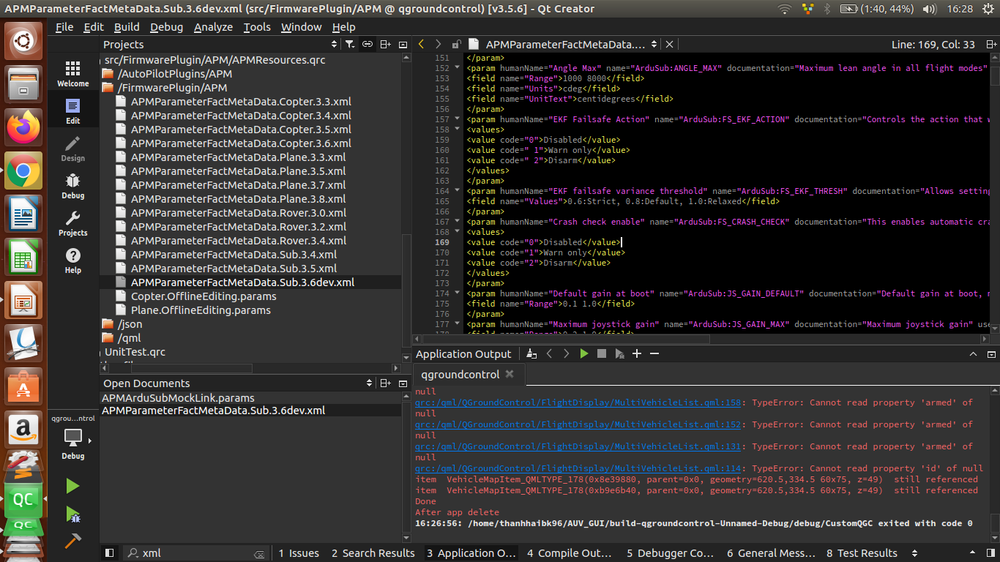 APMParameterFactMetaData.Sub.3.6dev.xml (src/FirmwarePlugin/APM @ qgroundcontrol) [v3.5.6] - Qt Creator
(1:40, 44%)
16:28
File Edit Build Debug Analyze Tools Window Help
Projects
src/FirmwarePlugin/APM/APMResources.qrc
/AutoPilotPlugins/APM
/FirmwarePlugin/APM
APMParameterFactMetaData.Copter.3.3.xml
APMParameterFactMetaData.Copter.3.4.xml
APMParameterFactMetaData.Copter.3.5.xml
APMParameterFactMetaData.Copter.3.6.xml
APMParameterFactMetaData.Plane.3.3.xml
APMParameterFactMetaData.Plane.3.5.xml
APMParameterFactMetaData.Plane.3.7.xml
APMParameterFactMetaData.Plane.3.8.xml
APMParameterFactMetaData.Rover.3.0.xml
APMParameterFactMetaData.Rover.3.2.xml
APMParameterFactMetaData.Rover.3.4.xml
APMParameterFactMetaData.Sub.3.4.xml
APMParameterFactMetaData.Sub.3.5.xml
APMParameterFactMetaData.Sub.3.6dev.xml
Copter.OfflineEditing.params
Plane.OfflineEditing.params
/json
/qml
UnitTest.qrc
Welcome
Edit
Design
Debug
Projects
Help
qgrou...ntrol
Debug
QC
QC
Open Documents
APMArduSubMockLink.params
APMParameterFactMetaData.Sub.3.6dev.xml
APMParameterFactMetaData....
Line: 169, Col: 33
151 </param>
152 <param humanName="Angle Max" name="ArduSub:ANGLE_MAX" documentation="Maximum lean angle in all flight modes"
153 <field name="Range">1000 8000</field>
154 <field name="Units">cdeg</field>
155 <field name="UnitText">centidegrees</field>
156 </param>
157 <param humanName="EKF Failsafe Action" name="ArduSub:FS_EKF_ACTION" documentation="Controls the action that w
158 <values>
159 <value code="0">Disabled</value>
160 <value code=" 1">Warn only</value>
161 <value code=" 2">Disarm</value>
162 </values>
163 </param>
164 <param humanName="EKF failsafe variance threshold" name="ArduSub:FS_EKF_THRESH" documentation="Allows setting
165 <field name="Values">0.6:Strict, 0.8:Default, 1.0:Relaxed</field>
166 </param>
167 <param humanName="Crash check enable" name="ArduSub:FS_CRASH_CHECK" documentation="This enables automatic cra
168 <values>
169 <value code="0">Disabled</value>
170 <value code="1">Warn only</value>
171 <value code="2">Disarm</value>
172 </values>
173 </param>
174 <param humanName="Default gain at boot" name="ArduSub:JS_GAIN_DEFAULT" documentation="Default gain at boot,
175 <field name="Range">0.1 1.0</field>
176 </param>
177 <param humanName="Maximum joystick gain" name="ArduSub:JS_GAIN_MAX" documentation="Maximum joystick gain" use
Application Output
qgroundcontrol
null
qrc:/qml/QGroundControl/FlightDisplay/MultiVehicleList.qml:158: TypeError: Cannot read property 'armed' of
null
qrc:/qml/QGroundControl/FlightDisplay/MultiVehicleList.qml:152: TypeError: Cannot read property 'armed' of
null
qrc:/qml/QGroundControl/FlightDisplay/MultiVehicleList.qml:131: TypeError: Cannot read property 'armed' of
null
qrc:/qml/QGroundControl/FlightDisplay/MultiVehicleList.qml:114: TypeError: Cannot read property 'id' of null
item VehicleMapItem_QMLTYPE_178(0x8e39880, parent=0x0, geometry=620.5,334.5 60x75, z=49) still referenced
item VehicleMapItem_QMLTYPE_178(0xb9e6b40, parent=0x0, geometry=620.5,334.5 60x75, z=49) still referenced
Done
After app delete
16:26:56: /home/thanhhaibk96/AUV_GUI/build-qgroundcontrol-Unnamed-Debug/debug/CustomQGC exited with code 0
xml
1 Issues
2 Search Results
3 Application O...
4 Compile Out...
5 Debugger Co...
6 General Mess...
8 Test Results